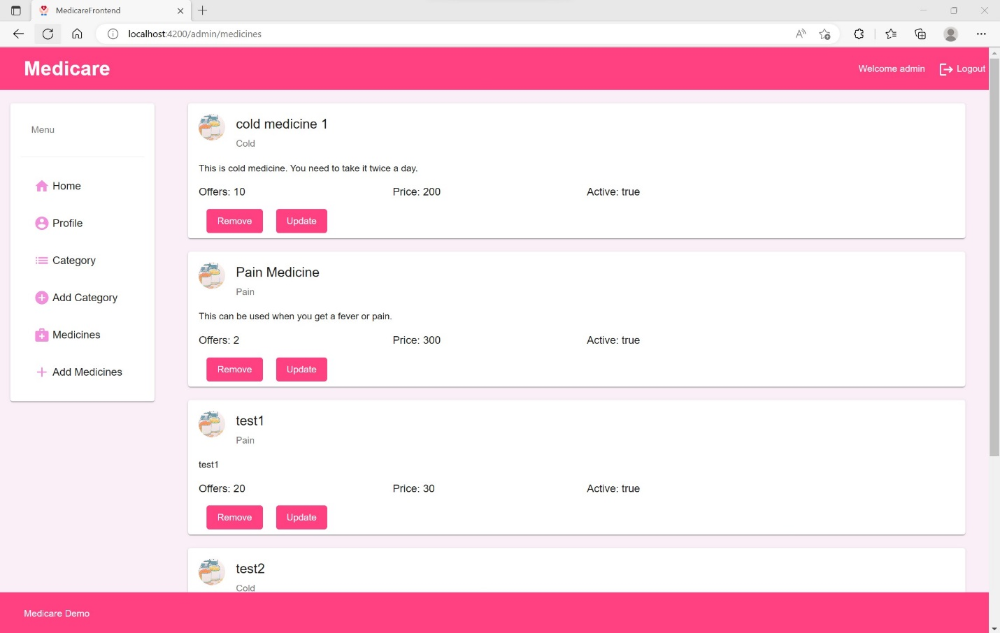 MedicareFrontend
localhost:4200/admin/medicines
Medicare
Welcome admin
Logout
Menu
Home
Profile
Category
Add Category
Medicines
Add Medicines
cold medicine 1
Cold
This is cold medicine. You need to take it twice a day.
Offers: 10 Price: 200 Active: true
Remove Update
Pain Medicine
Pain
This can be used when you get a fever or pain.
Offers: 2 Price: 300 Active: true
Remove Update
test1
Pain
test1
Offers: 20 Price: 30 Active: true
Remove Update
test2
Cold
Medicare Demo